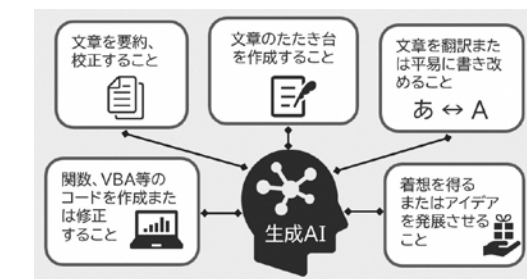 文章を要約、
校正すること
文章のたたき台
を作成すること
文章を翻訳また
は平易に書き改
めること
あ ↔ A
関数、VBA等の
コードを作成また
は修正
すること
生成AI
着想を得る
またはアイデア
を発展させる
こと